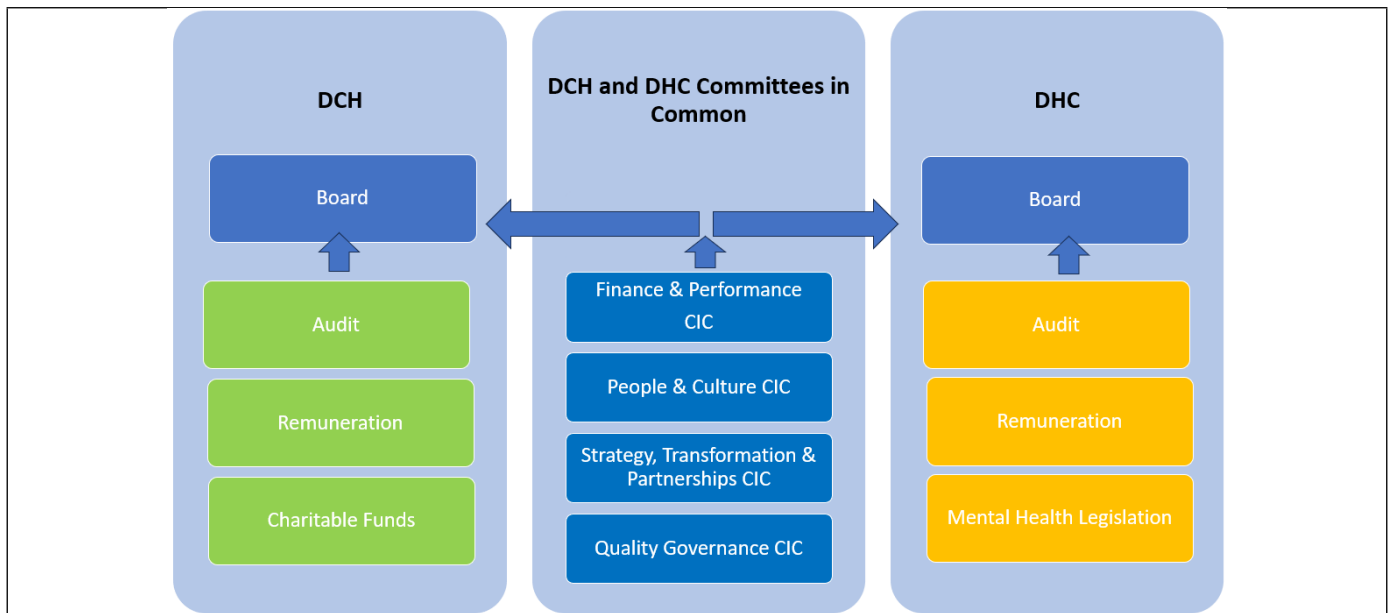 DCH
Board
Audit
Remuneration
Charitable Funds
DCH and DHC Committees in
Common
Finance & Performance
CIC
People & Culture CIC
Strategy, Transformation &
Partnerships CIC
Quality Governance CIC
DHC
Board
Audit
Remuneration
Mental Health Legislation